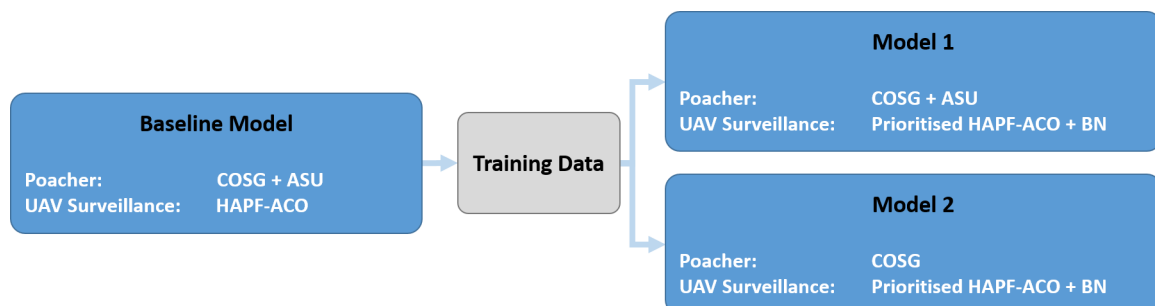 Baseline Model
Poacher: COSG + ASU
UAV Surveillance: HAPF-ACO
Training Data
Model 1
Poacher: COSG + ASU
UAV Surveillance: Prioritised HAPF-ACO + BN
Model 2
Poacher: COSG
UAV Surveillance: Prioritised HAPF-ACO + BN